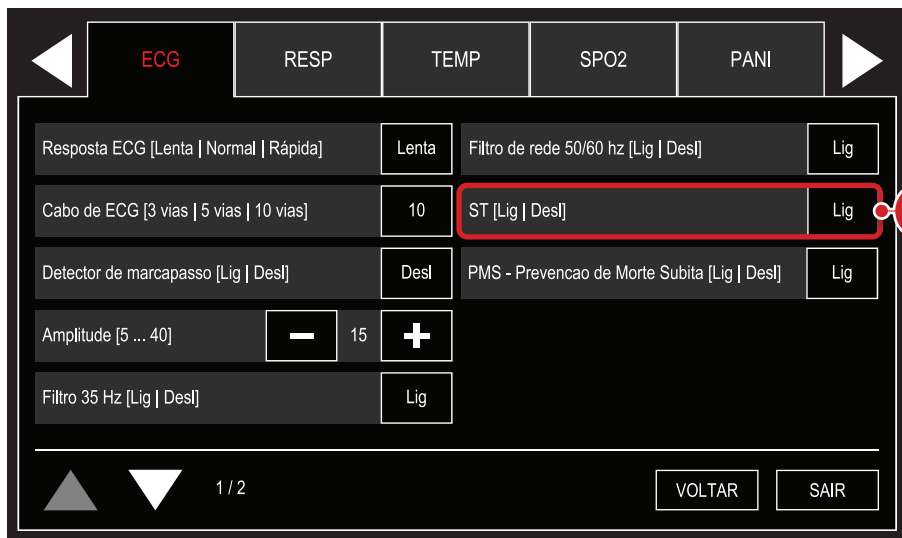 ECG RESP TEMP SPO2 PANI
Resposta ECG [Lenta | Normal | Rápida] Lenta
Filtro de rede 50/60 hz [Lig | Desl] Lig
Cabo de ECG [3 vias | 5 vias | 10 vias] 10
ST [Lig | Desl] Lig
Detector de marcapasso [Lig | Desl] Desl
PMS - Prevencao de Morte Subita [Lig | Desl] Lig
Amplitude [5 ... 40] 15
Filtro 35 Hz [Lig | Desl] Lig
1 / 2
VOLTAR SAIR